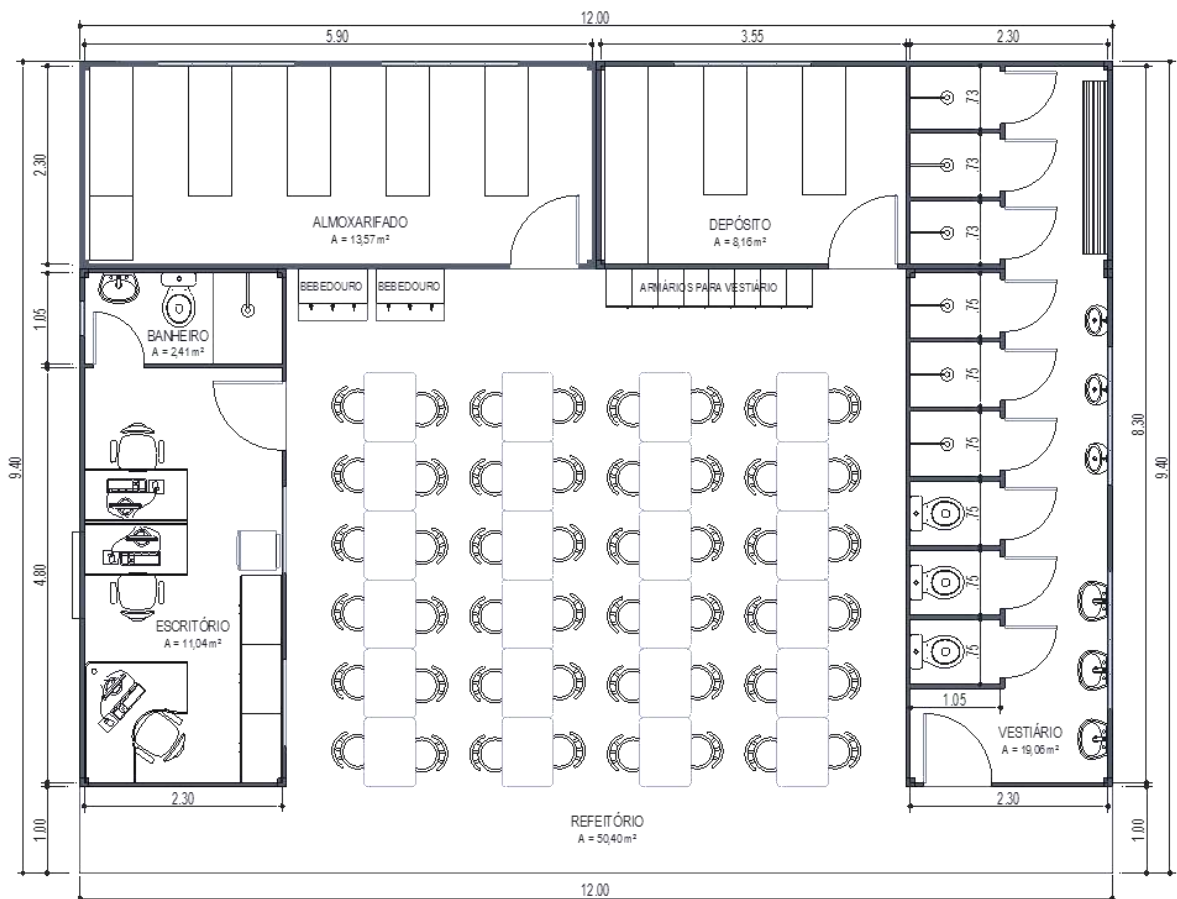 12.00
5.90
3.55
2.30
2.30
1.05
4.80
9.40
1.00
.73
.73
.73
ALMOXARIFADO
A = 13,57 m²
DEPÓSITO
A = 8,16 m²
BEBEDOURO
BEBEDOURO
ARMÁRIOS PARA VESTIÁRIO
BANHEIRO
A = 2,41 m²
.75
.75
.75
.75
.75
.75
8.30
9.40
ESCRITÓRIO
A = 11,04 m²
1.05
VESTIÁRIO
A = 19,06 m²
2.30
2.30
REFEITÓRIO
A = 50,40 m²
1.00
12.00